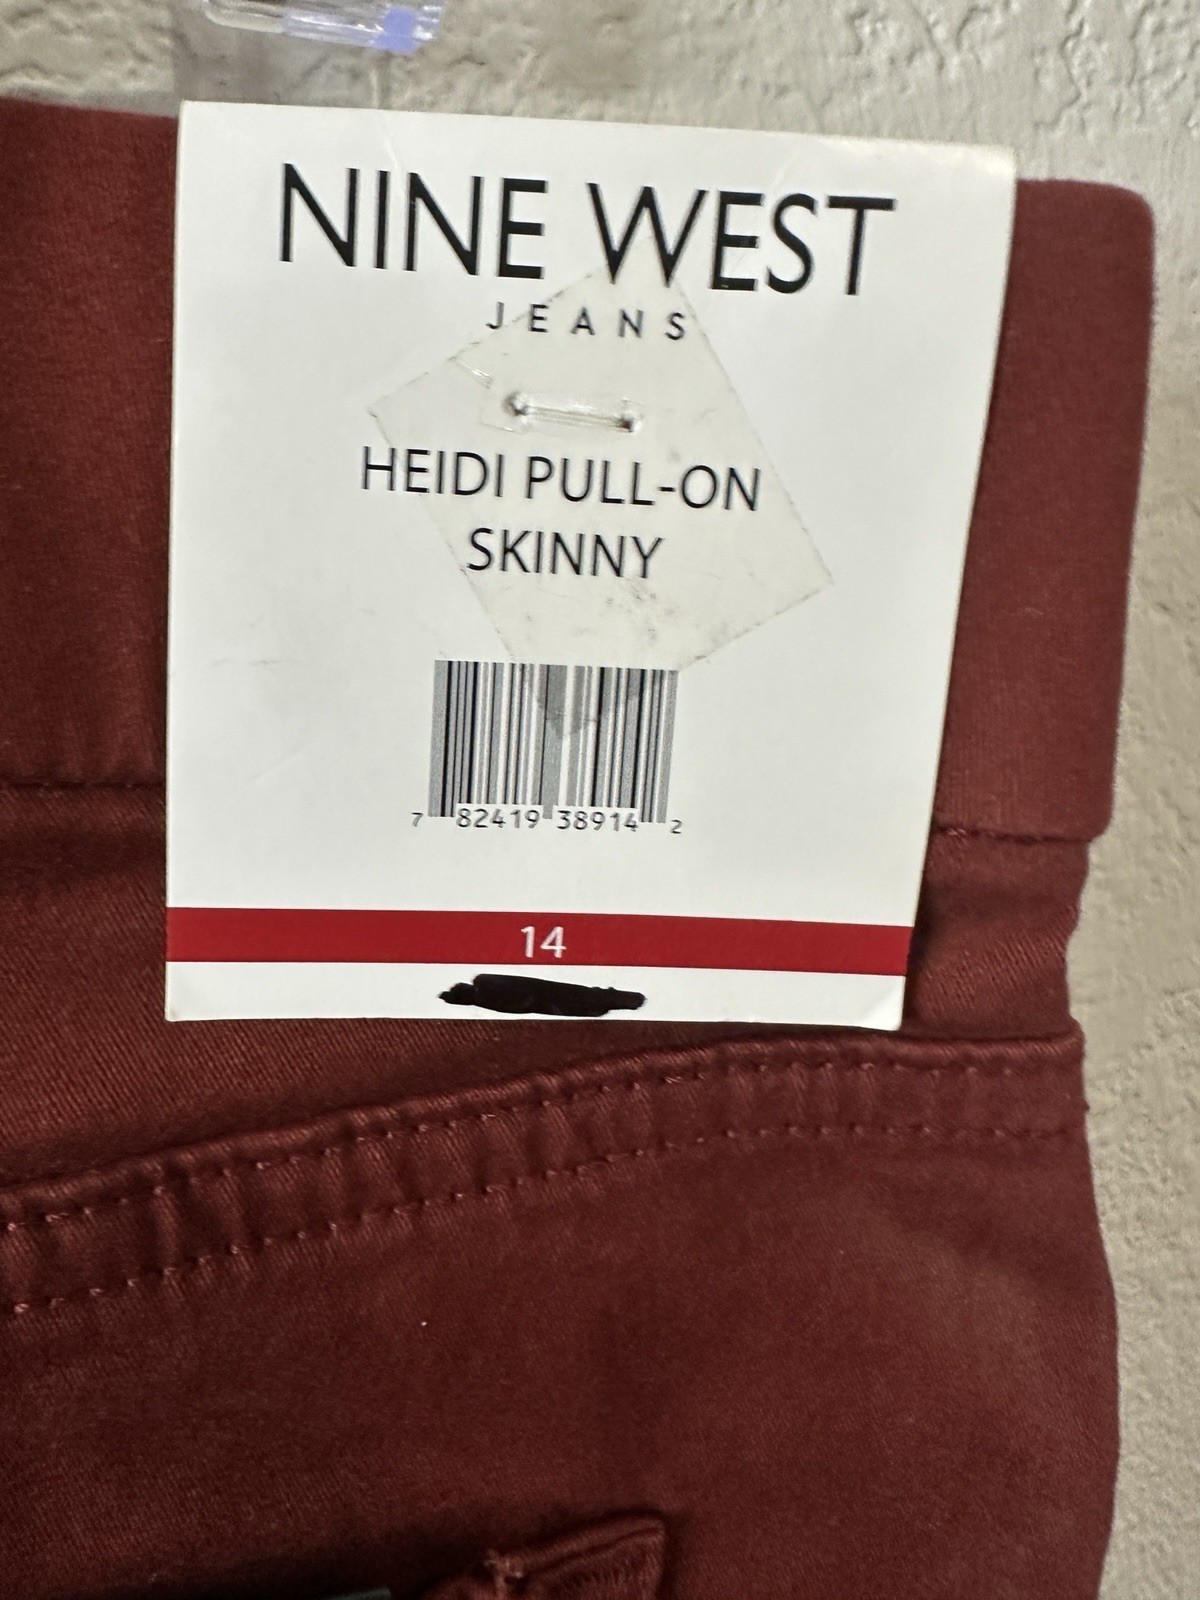 NINE WEST
JEANS
HEIDI PULL-ON
SKINNY
7 82419 38914 2
14